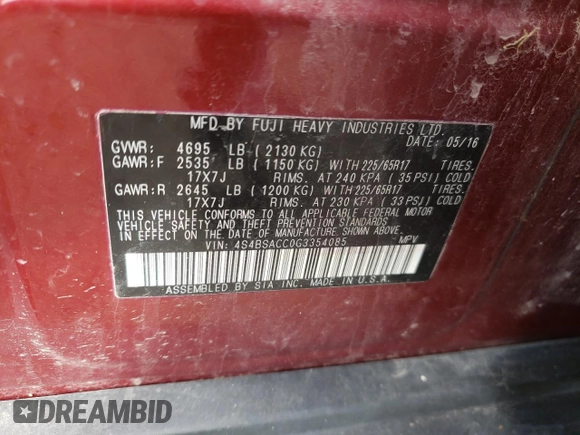 MFD BY FUJI HEAVY INDUSTRIES LTD.
DATE: 05/16
GVWR: 4695 LB ( 2130 KG)
GAWR:F 2535 LB ( 1150 KG) WITH 225/65R17 TIRES.
17X7J RIMS. AT 240 KPA ( 35 PSI) COLD
GAWR:R 2645 LB ( 1200 KG) WITH 225/65R17 TIRES.
17X7J RIMS. AT 230 KPA ( 33 PSI) COLD
THIS VEHICLE CONFORMS TO ALL APPLICABLE FEDERAL MOTOR
VEHICLE SAFETY AND THEFT PREVENTION STANDARDS
IN EFFECT ON THE DATE OF MANUFACTURE SHOWN ABOVE.
VIN: 4S4BSACC0G3354085 MPV
ASSEMBLED BY SIA INC. MADE IN U.S.A.
DREAMBID